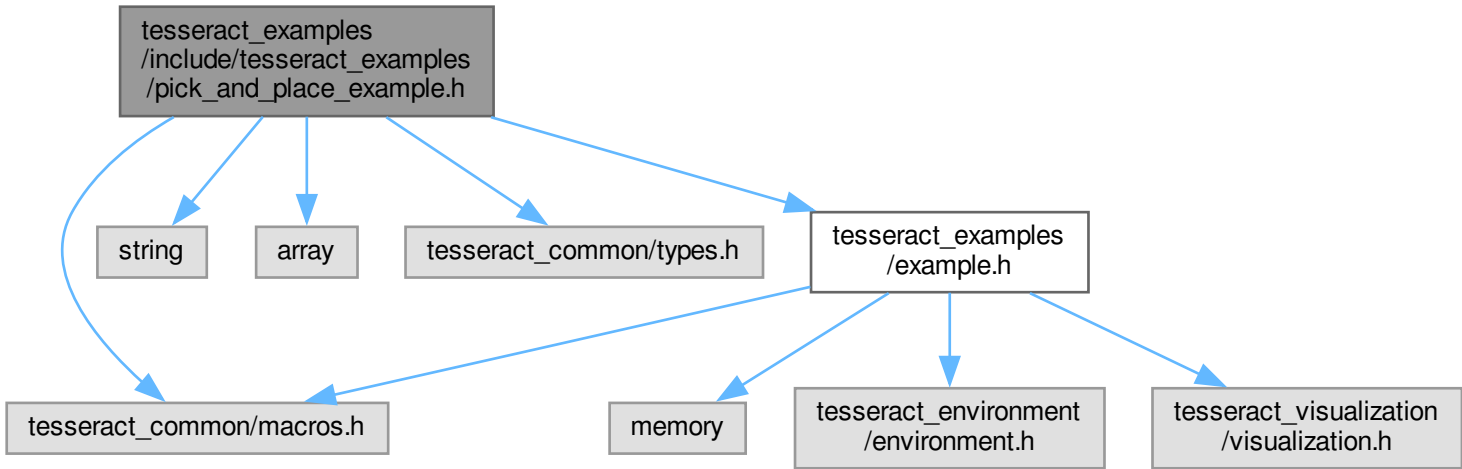 tesseract_examples
/include/tesseract_examples
/pick_and_place_example.h
string
array
tesseract_common/types.h
tesseract_examples
/example.h
tesseract_common/macros.h
memory
tesseract_environment
/environment.h
tesseract_visualization
/visualization.h